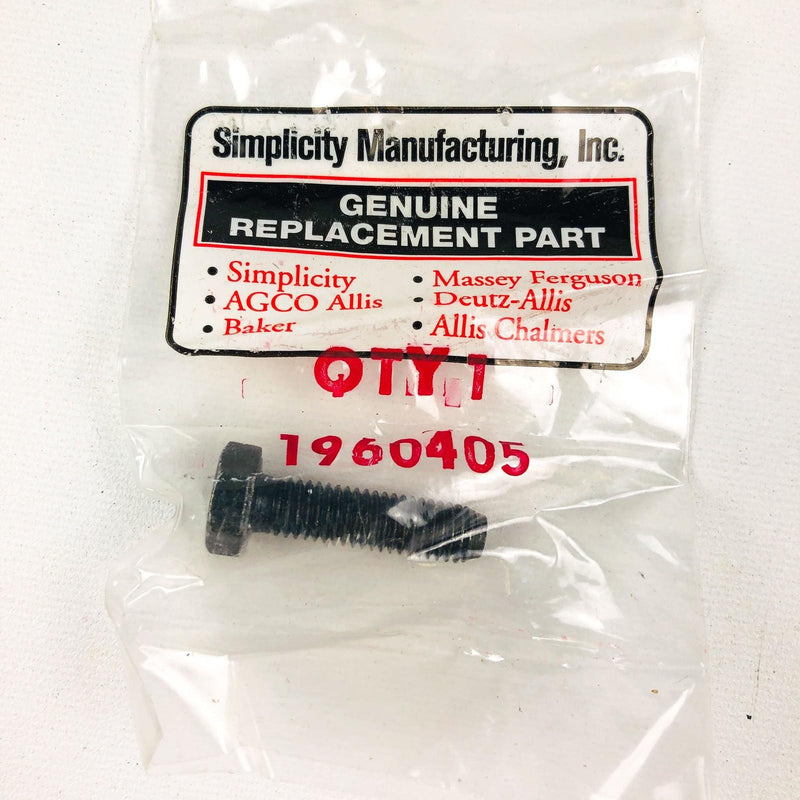 Simplicity Manufacturing, Inc.
GENUINE
REPLACEMENT PART
• Simplicity • Massey Ferguson
• AGCO Allis • Deutz-Allis
• Baker • Allis Chalmers
QTY 1
1960405